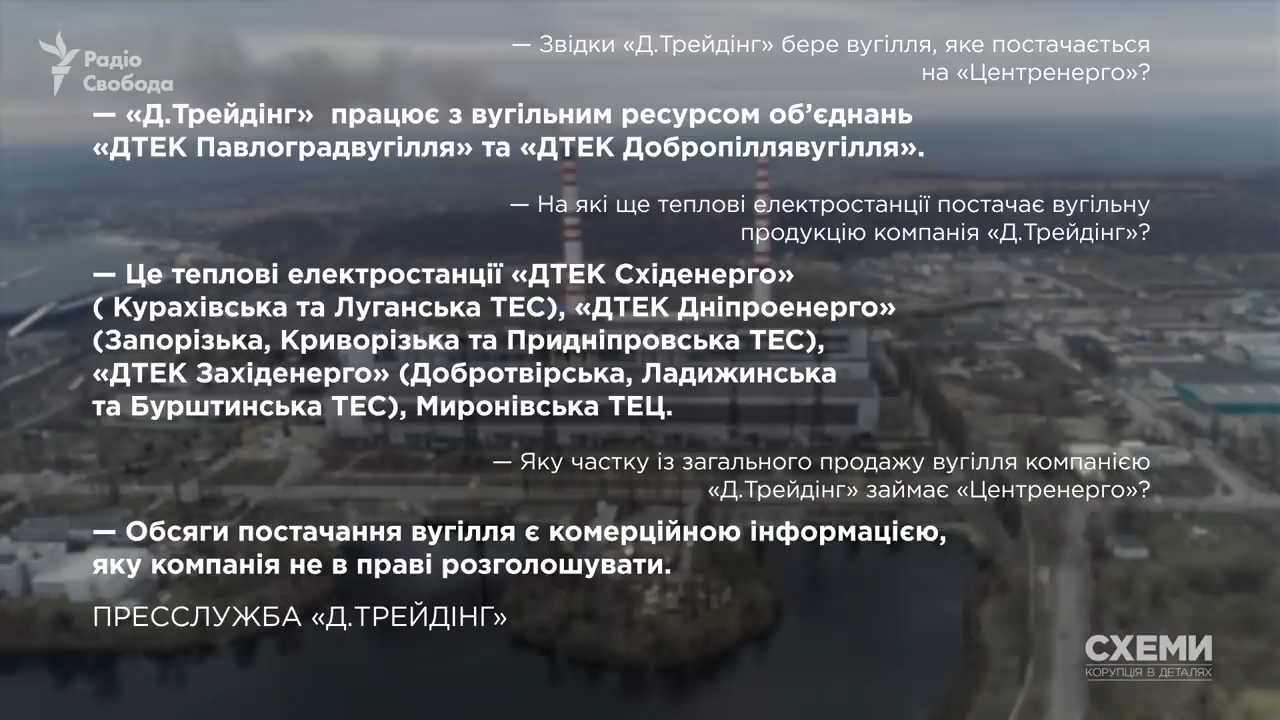 Радіо
Свобода
— Звідки «Д.Трейдінг» бере вугілля, яке постачається
на «Центренерго»?
— «Д.Трейдінг» працює з вугільним ресурсом об’єднань
«ДТЕК Павлоградвугілля» та «ДТЕК Добропіллявугілля».
— На які ще теплові електростанції постачає вугільну
продукцію компанія «Д.Трейдінг»?
— Це теплові електростанції «ДТЕК Східенерго»
( Курахівська та Луганська ТЕС), «ДТЕК Дніпроенерго»
(Запорізька, Криворізька та Придніпровська ТЕС),
«ДТЕК Західенерго» (Добротвірська, Ладижинська
та Бурштинська ТЕС), Миронівська ТЕЦ.
— Яку частку із загального продажу вугілля компанією
«Д.Трейдінг» займає «Центренерго»?
— Обсяги постачання вугілля є комерційною інформацією,
яку компанія не в праві розголошувати.
ПРЕССЛУЖБА «Д.ТРЕЙДІНГ»
СХЕМИ
КОРУПЦІЯ В ДЕТАЛЯХ